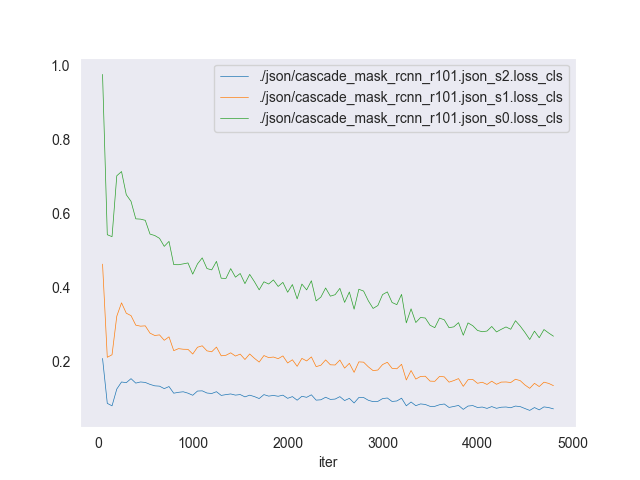 1.0
0.8
0.6
0.4
0.2
./json/cascade_mask_rcnn_r101.json_s2.loss_cls
./json/cascade_mask_rcnn_r101.json_s1.loss_cls
./json/cascade_mask_rcnn_r101.json_s0.loss_cls
0 1000 2000 3000 4000 5000
iter